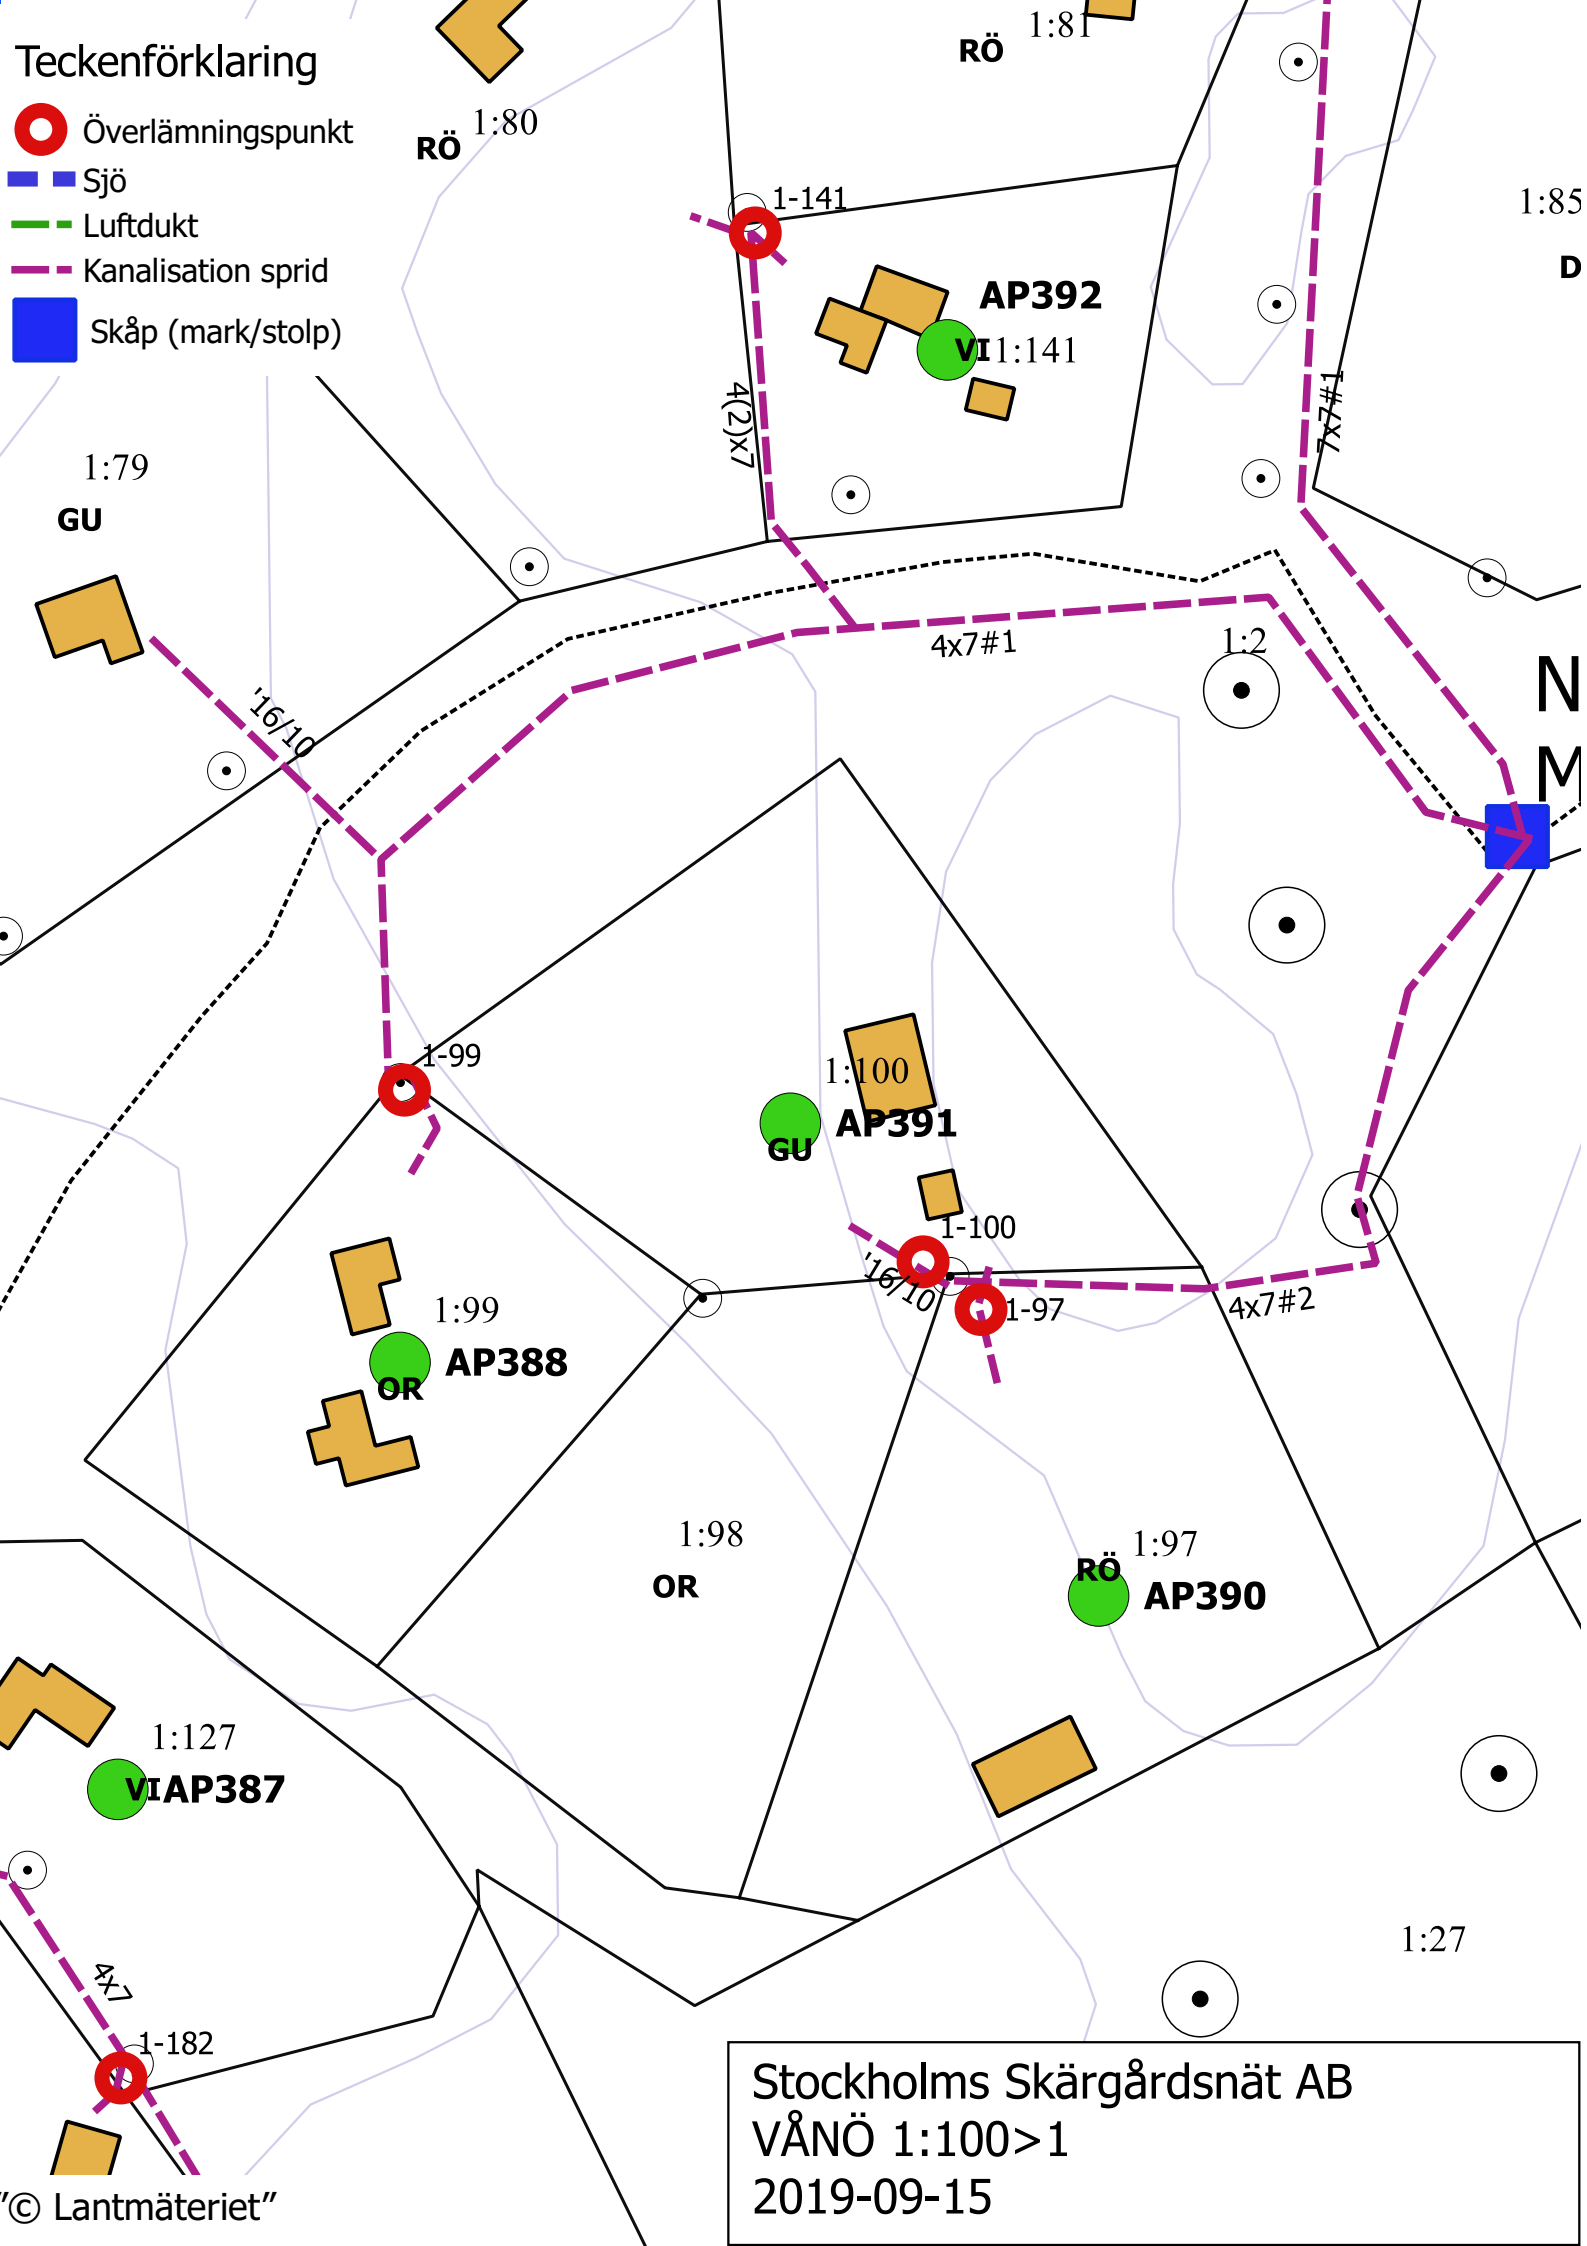 Teckenförklaring
Överlämningspunkt
Sjö
Luftdukt
Kanalisation sprid
Skåp (mark/stolp)
1:80
RÖ
1:81
RÖ
1:85
D
1-141
AP392
VI 1:141
4(2)x7
7x7#1
1:79
GU
'16/10
4x7#1
1:2
N
M
1-99
1:100
AP391
GU
1-100
'16/10
1-97
4x7#2
1:99
AP388
OR
1:98
OR
1:97
RÖ
AP390
1:127
VI AP387
4x7
1-182
1:27
Stockholms Skärgårdsnät AB
VÅNÖ 1:100>1
2019-09-15
"© Lantmäteriet"